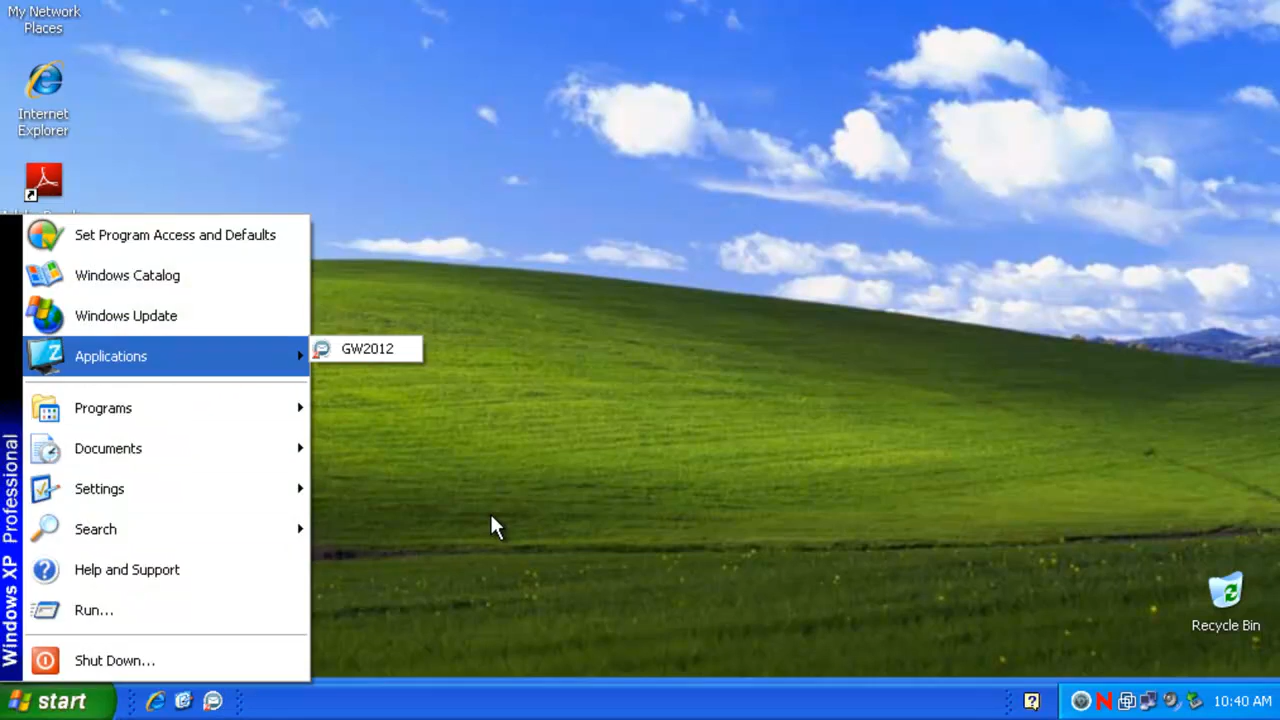 My Network
Places
Internet
Explorer
Set Program Access and Defaults
Windows Catalog
Windows Update
Applications
GW2012
Programs
Documents
Settings
Search
Help and Support
Run...
Shut Down...
Windows XP Professional
Recycle Bin
start
10:40 AM